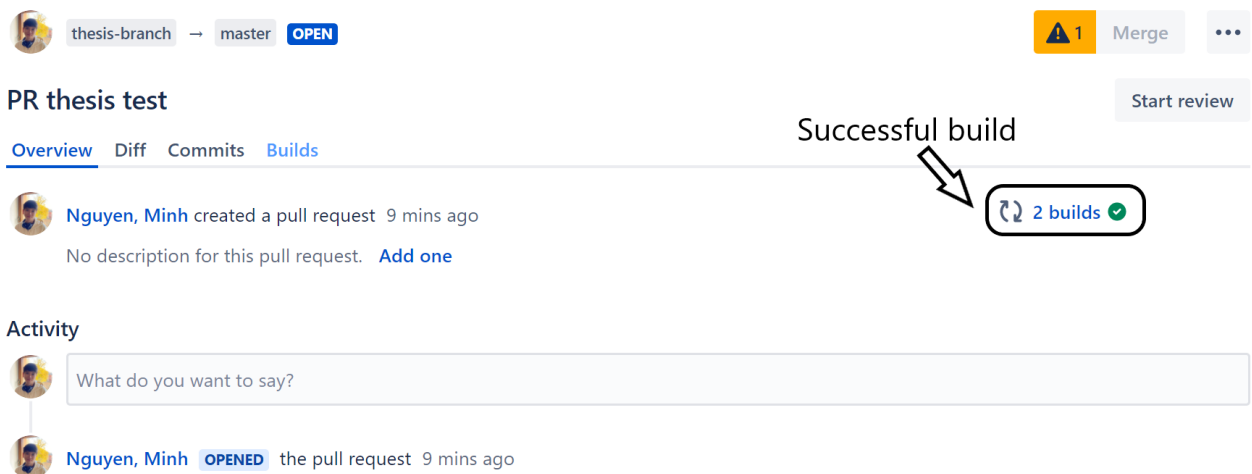 thesis-branch → master OPEN 1 Merge
PR thesis test
Start review
Successful build
Overview Diff Commits Builds
Nguyen, Minh created a pull request 9 mins ago
2 builds
No description for this pull request. Add one
Activity
What do you want to say?
Nguyen, Minh OPENED the pull request 9 mins ago